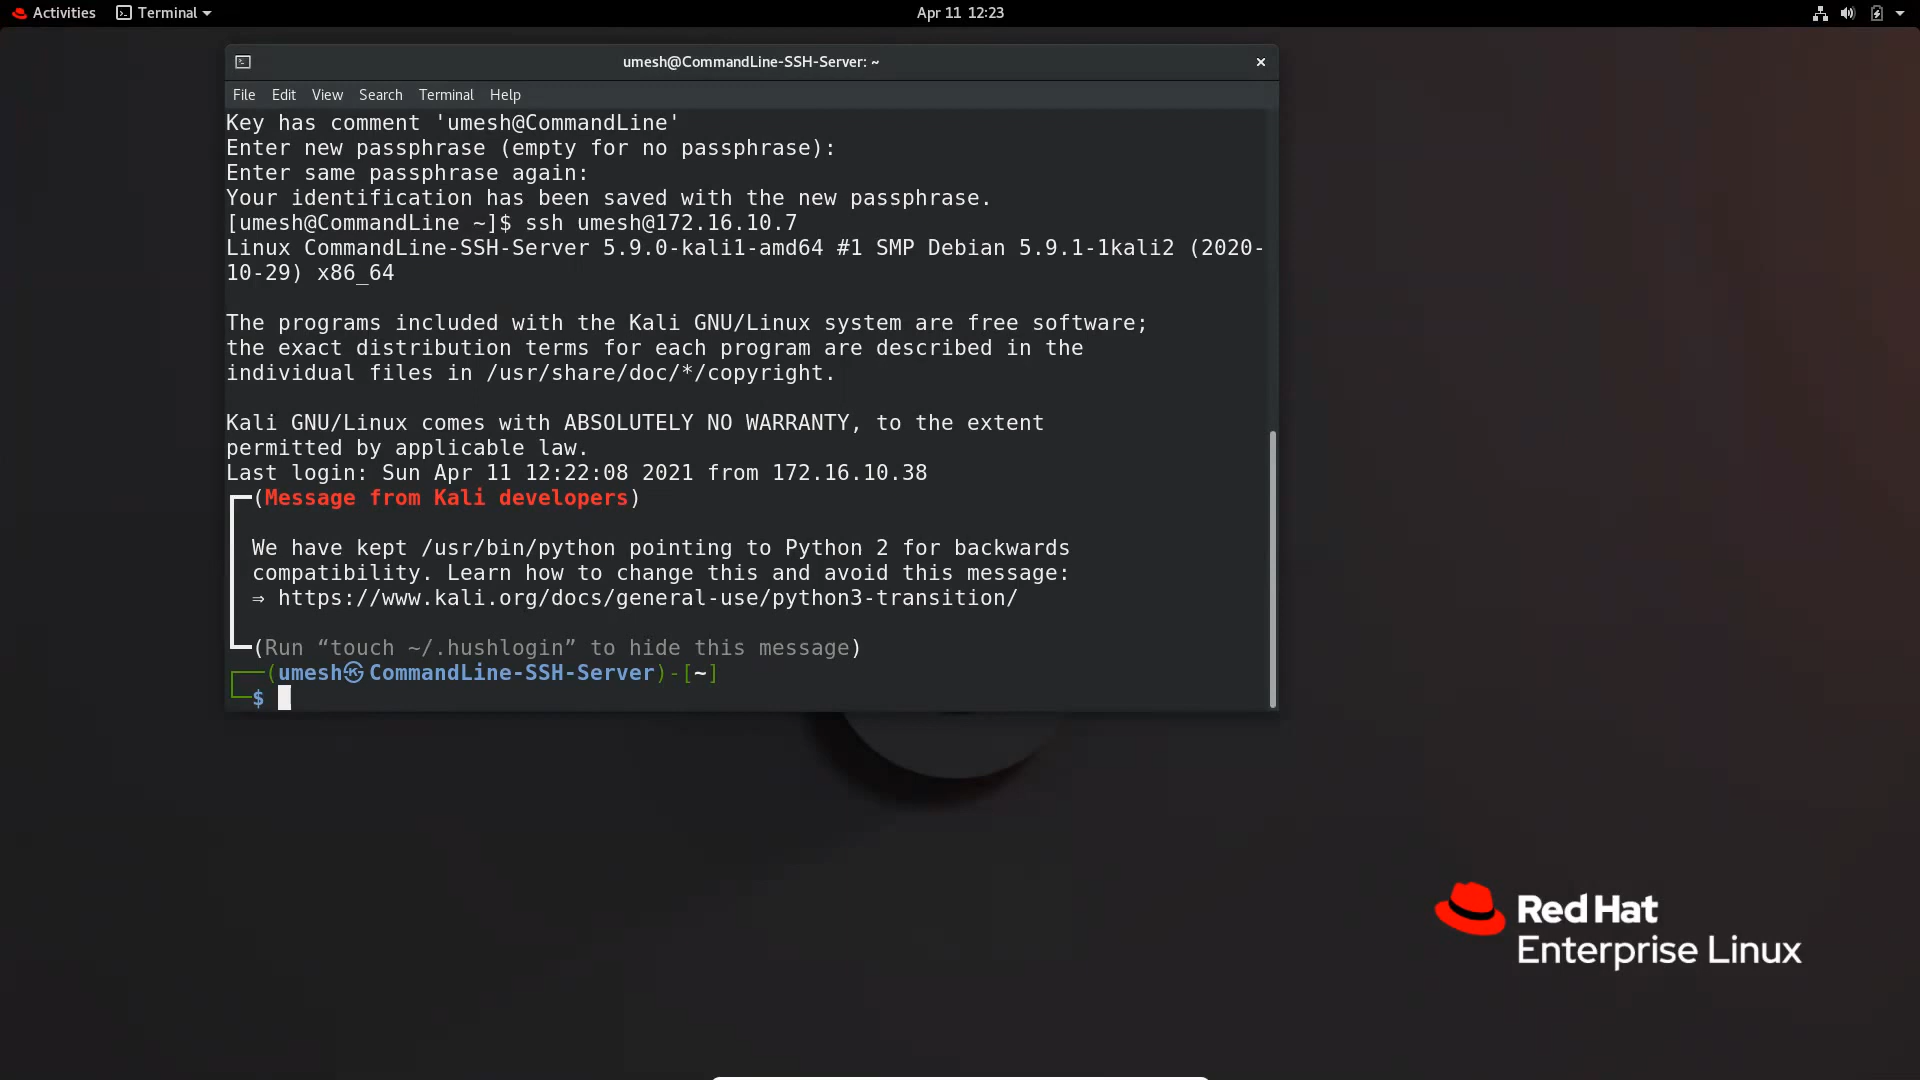 Activities
Terminal
Apr 11 12:23
umesh@CommandLine-SSH-Server: ~
File Edit View Search Terminal Help
Key has comment 'umesh@CommandLine'
Enter new passphrase (empty for no passphrase):
Enter same passphrase again:
Your identification has been saved with the new passphrase.
[umesh@CommandLine ~]$ ssh umesh@172.16.10.7
Linux CommandLine-SSH-Server 5.9.0-kali1-amd64 #1 SMP Debian 5.9.1-1kali2 (2020-
10-29) x86_64
The programs included with the Kali GNU/Linux system are free software;
the exact distribution terms for each program are described in the
individual files in /usr/share/doc/*/copyright.
Kali GNU/Linux comes with ABSOLUTELY NO WARRANTY, to the extent
permitted by applicable law.
Last login: Sun Apr 11 12:22:08 2021 from 172.16.10.38
(Message from Kali developers)
We have kept /usr/bin/python pointing to Python 2 for backwards
compatibility. Learn how to change this and avoid this message:
⇒ https://www.kali.org/docs/general-use/python3-transition/
(Run “touch ~/.hushlogin” to hide this message)
(umesh㉿CommandLine-SSH-Server)-[~]
$
Red Hat
Enterprise Linux